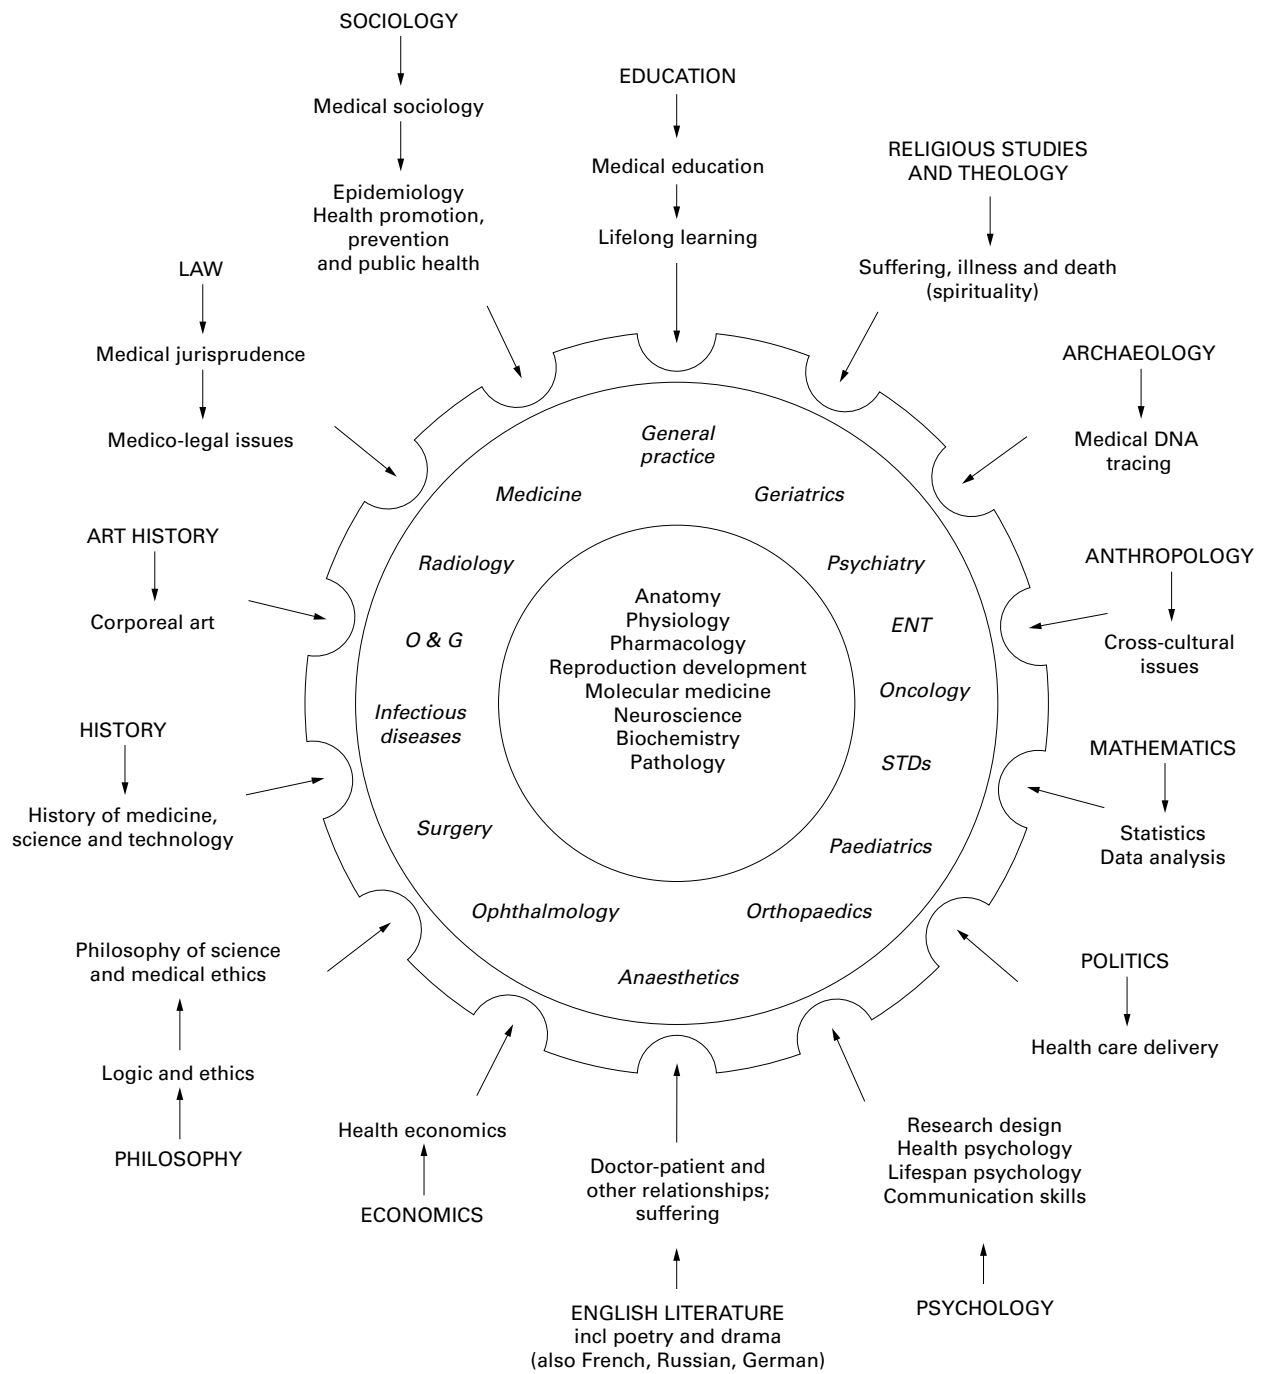 SOCIOLOGY
Medical sociology
Epidemiology
Health promotion,
prevention
and public health
EDUCATION
Medical education
Lifelong learning
RELIGIOUS STUDIES
AND THEOLOGY
Suffering, illness and death
(spirituality)
LAW
Medical jurisprudence
Medico-legal issues
ARCHAEOLOGY
Medical DNA
tracing
ART HISTORY
Corporeal art
ANTHROPOLOGY
Cross-cultural
issues
HISTORY
History of medicine,
science and technology
MATHEMATICS
Statistics
Data analysis
General
practice
Medicine
Geriatrics
Radiology
Psychiatry
O & G
ENT
Infectious
diseases
Oncology
STDs
Surgery
Paediatrics
Ophthalmology
Orthopaedics
Anaesthetics
Anatomy
Physiology
Pharmacology
Reproduction development
Molecular medicine
Neuroscience
Biochemistry
Pathology
Philosophy of science
and medical ethics
Logic and ethics
PHILOSOPHY
POLITICS
Health care delivery
Health economics
ECONOMICS
Doctor-patient and
other relationships;
suffering
ENGLISH LITERATURE
incl poetry and drama
(also French, Russian, German)
Research design
Health psychology
Lifespan psychology
Communication skills
PSYCHOLOGY